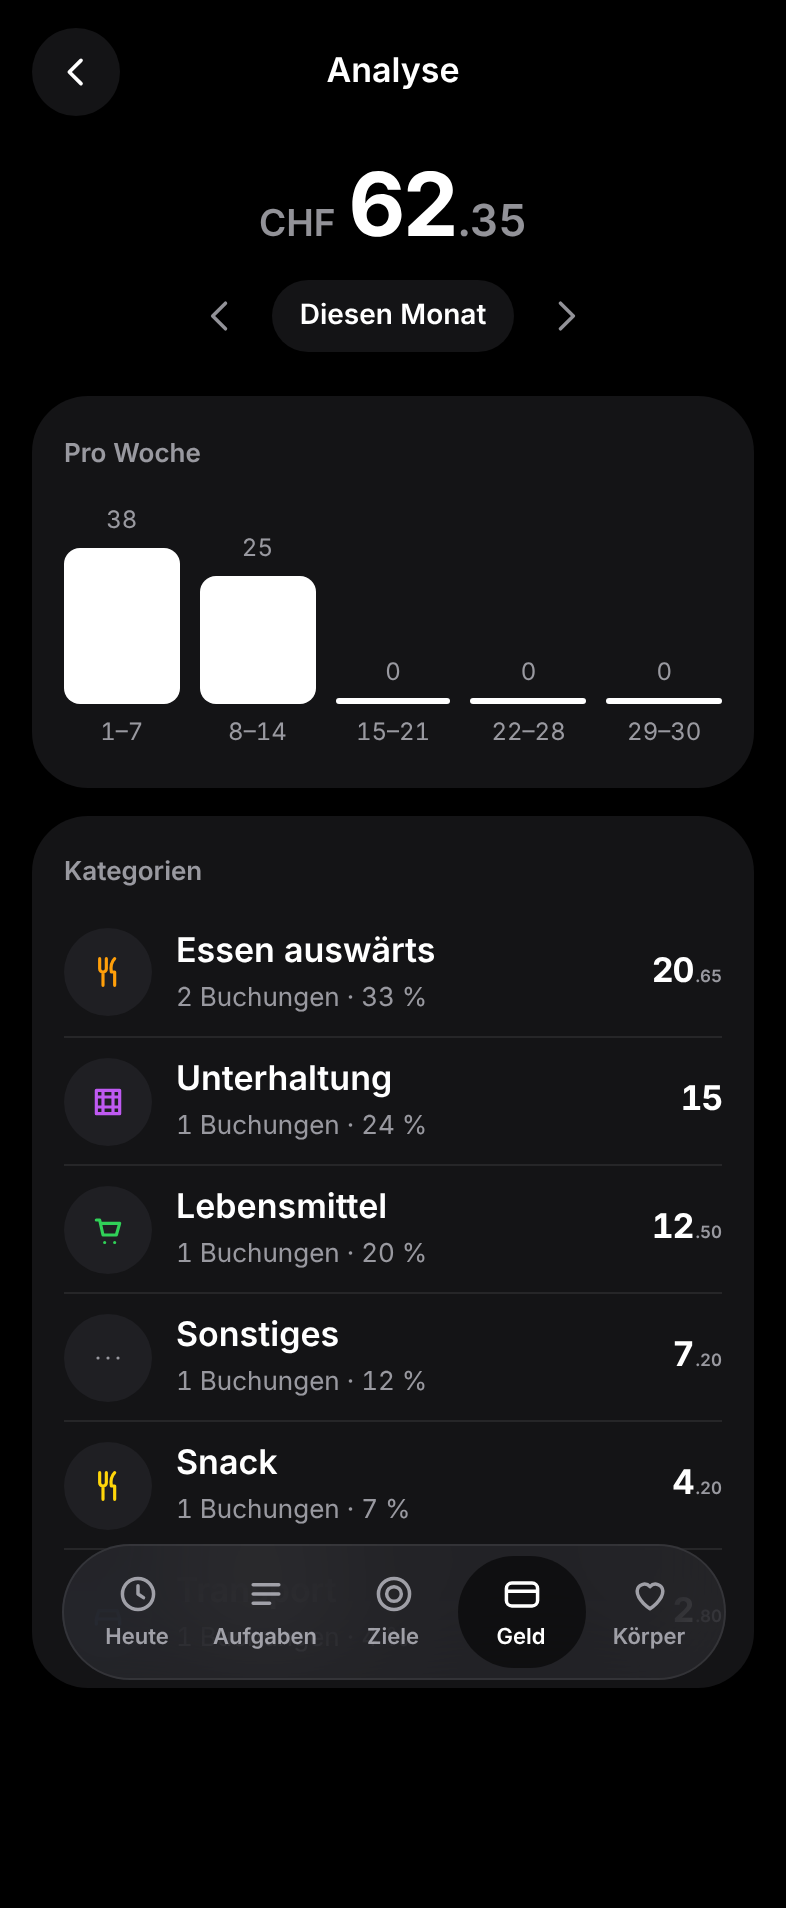 Analyse
CHF 62.35
Diesen Monat
Pro Woche
38
25
0
0
0
1–7
8–14
15–21
22–28
29–30
Kategorien
Essen auswärts
20.65
2 Buchungen · 33 %
Unterhaltung
15
1 Buchungen · 24 %
Lebensmittel
12.50
1 Buchungen · 20 %
Sonstiges
7.20
1 Buchungen · 12 %
Snack
4.20
1 Buchungen · 7 %
Transport
2.80
Heute
Aufgaben
Ziele
Geld
Körper